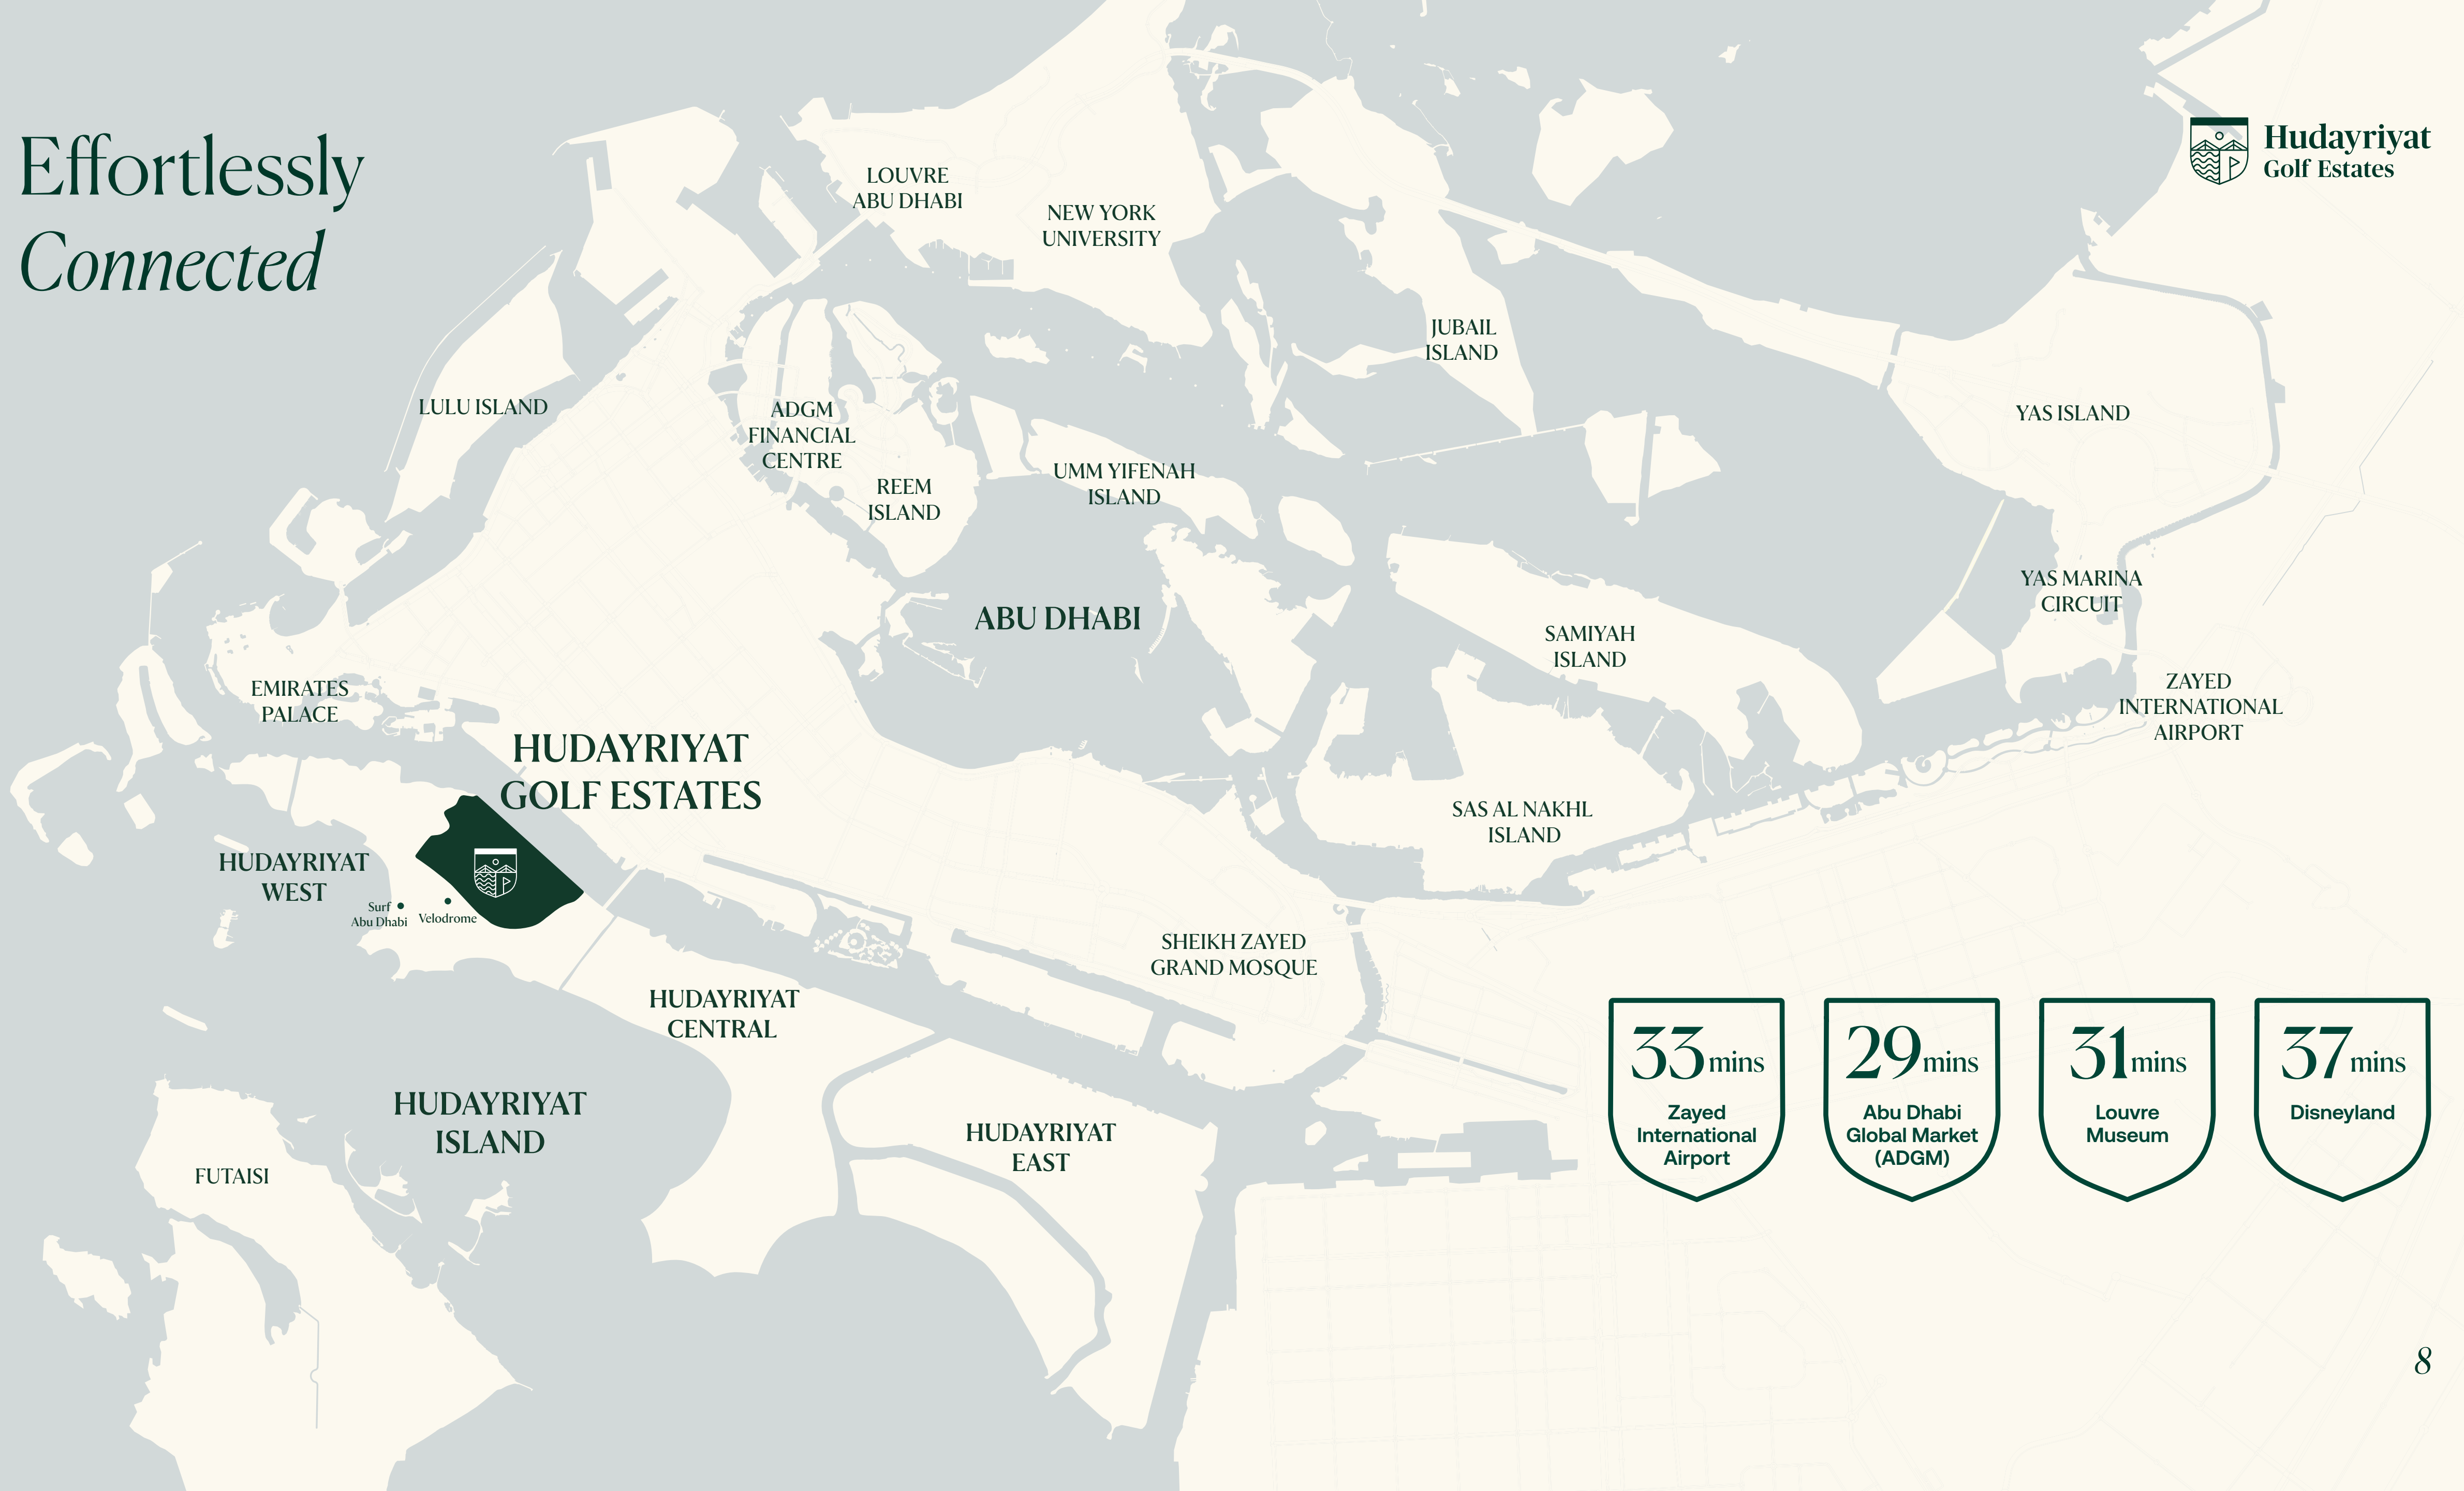 Effortlessly
Connected
Hudayriyat
Golf Estates
LOUVRE
ABU DHABI
NEW YORK
UNIVERSITY
JUBAIL
ISLAND
LULU ISLAND
ADGM
FINANCIAL
CENTRE
REEM
ISLAND
UMM YIFENAH
ISLAND
YAS ISLAND
YAS MARINA
CIRCUIT
ABU DHABI
SAMIYAH
ISLAND
ZAYED
INTERNATIONAL
AIRPORT
EMIRATES
PALACE
HUDAYRIYAT
GOLF ESTATES
SAS AL NAKHL
ISLAND
HUDAYRIYAT
WEST
Surf
Abu Dhabi
Velodrome
SHEIKH ZAYED
GRAND MOSQUE
HUDAYRIYAT
CENTRAL
HUDAYRIYAT
ISLAND
HUDAYRIYAT
EAST
FUTAISI
33 mins
Zayed
International
Airport
29 mins
Abu Dhabi
Global Market
(ADGM)
31 mins
Louvre
Museum
37 mins
Disneyland
8